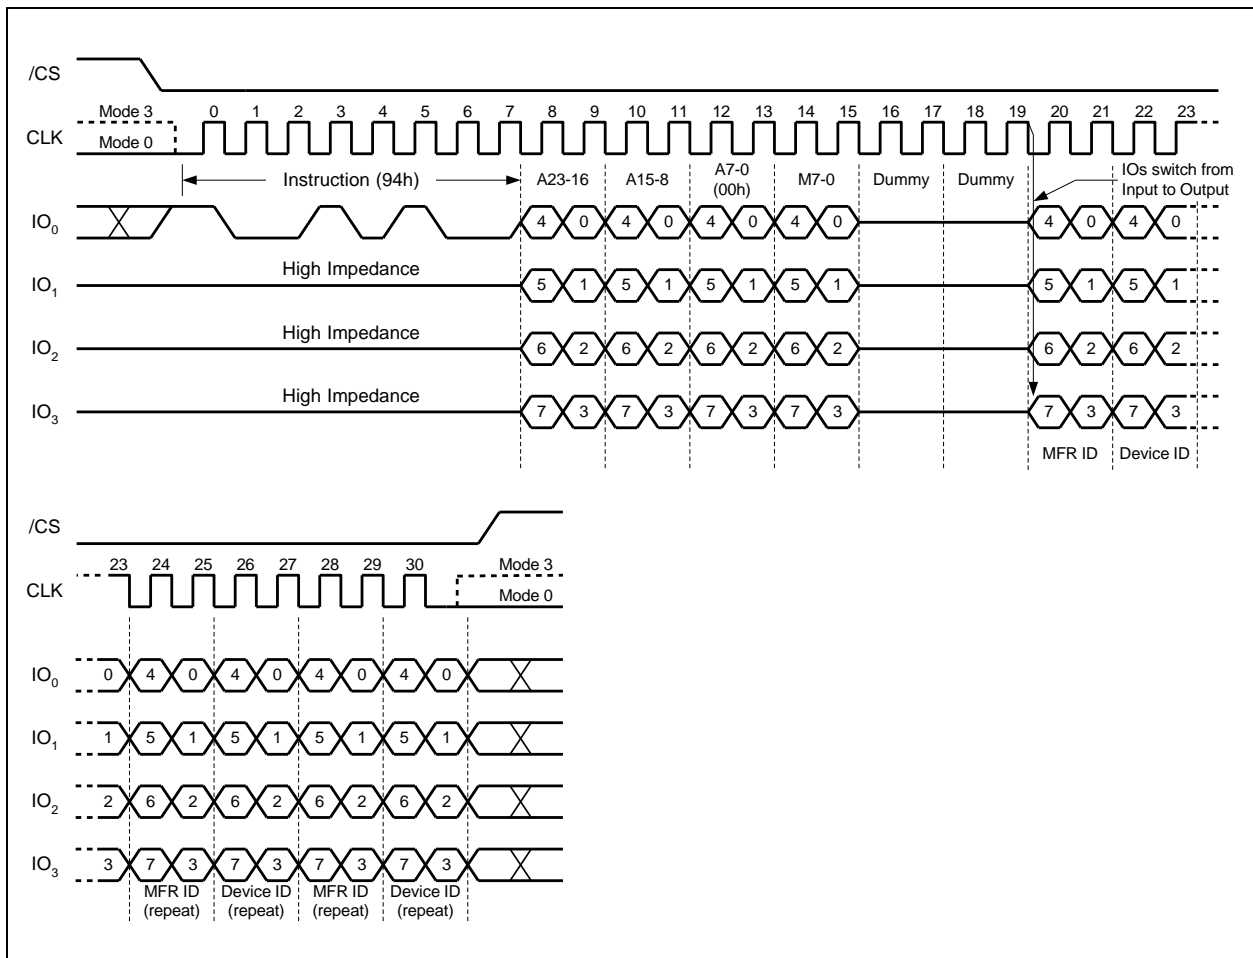 /CS
Mode 3 0 1 2 3 4 5 6 7 8 9 10 11 12 13 14 15 16 17 18 19 20 21 22 23
CLK Mode 0
Instruction (94h) A23-16 A15-8 A7-0 (00h) M7-0 Dummy Dummy IOs switch from Input to Output
IO0 4 0 4 0 4 0 4 0 4 0 4 0
High Impedance
IO1 5 1 5 1 5 1 5 1 5 1 5 1
High Impedance
IO2 6 2 6 2 6 2 6 2 6 2 6 2
High Impedance
IO3 7 3 7 3 7 3 7 3 7 3 7 3
MFR ID Device ID
/CS
23 24 25 26 27 28 29 30 Mode 3
CLK Mode 0
IO0 0 4 0 4 0 4 0 4 0
IO1 1 5 1 5 1 5 1 5 1
IO2 2 6 2 6 2 6 2 6 2
IO3 3 7 3 7 3 7 3 7 3
MFR ID Device ID MFR ID Device ID
(repeat) (repeat) (repeat) (repeat)